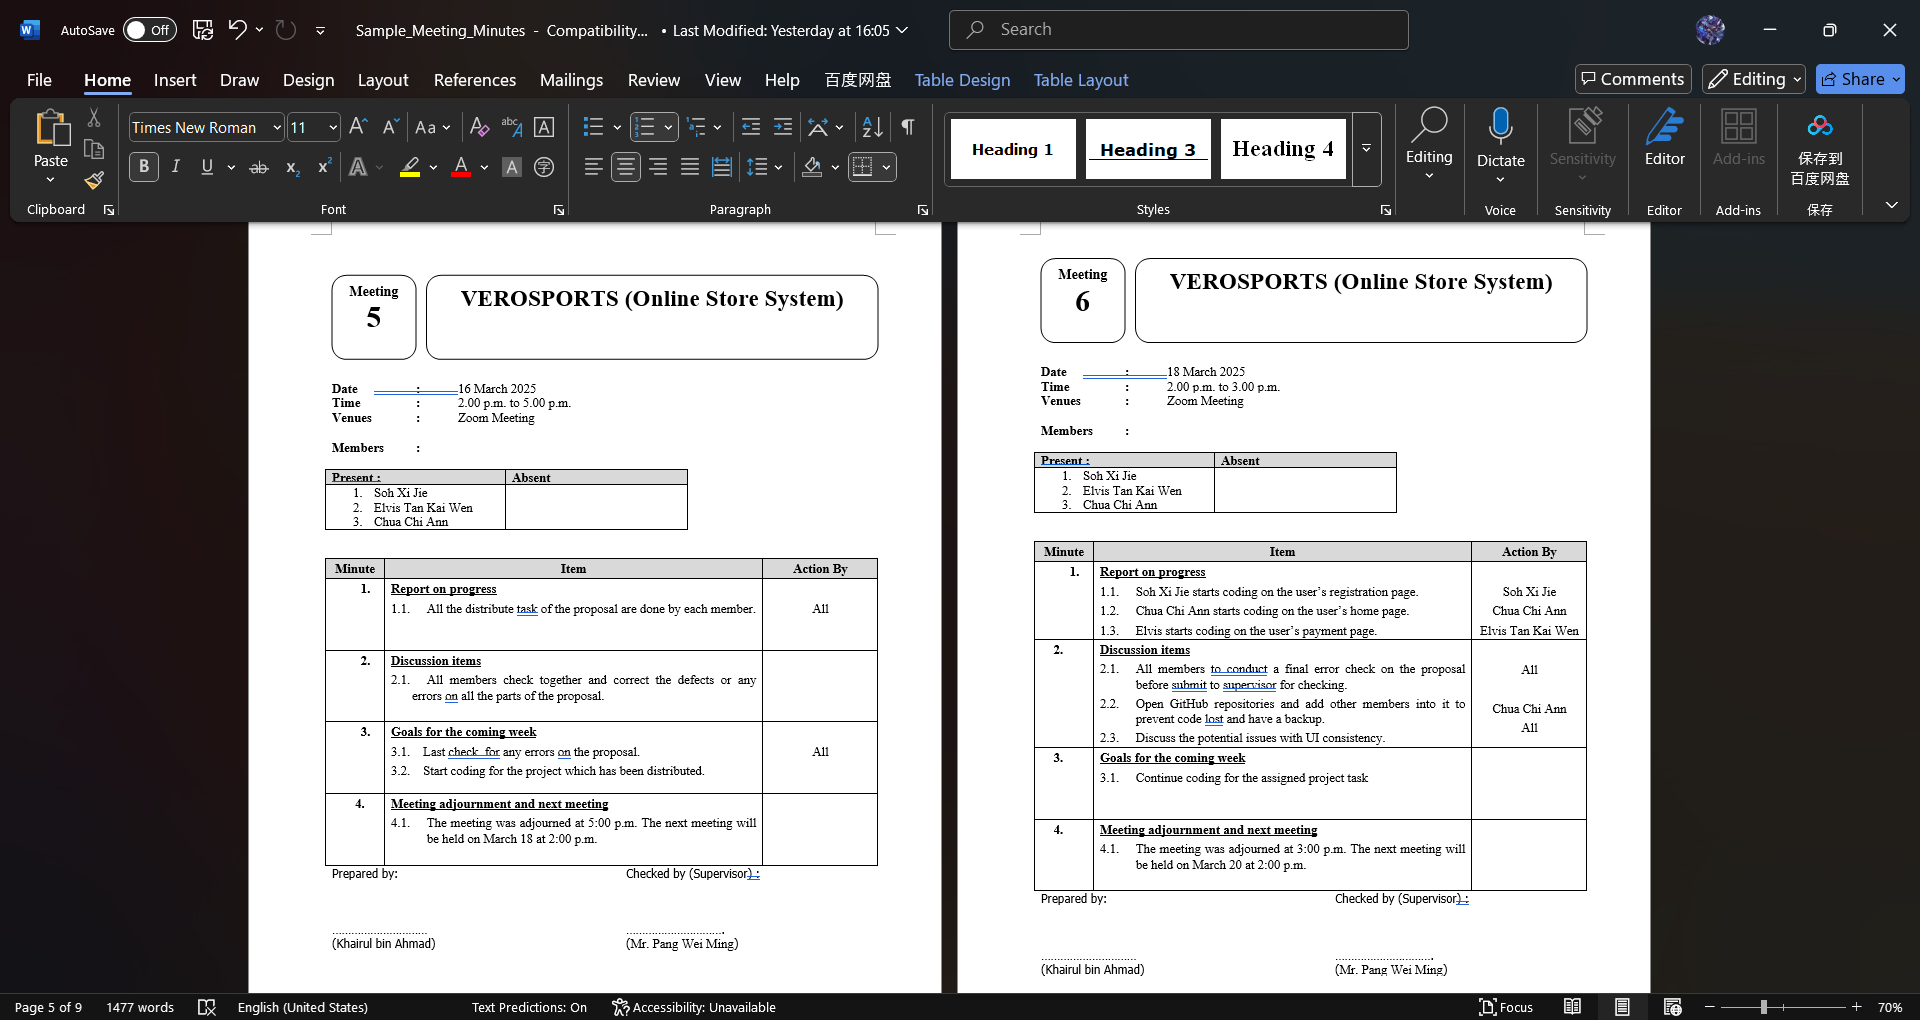 AutoSave Off Sample_Meeting_Minutes - Compatibility... • Last Modified: Yesterday at 16:05 Search
File Home Insert Draw Design Layout References Mailings Review View Help 百度网盘 Table Design Table Layout Comments Editing Share
Paste
Clipboard
Times New Roman 11 Aa
B I U ab x₂ x² A A A 字
Font
Paragraph
Heading 1 Heading 3 Heading 4
Styles
Editing
Dictate
Voice
Sensitivity
Sensitivity
Editor
Editor
Add-ins
Add-ins
保存到
百度网盘
保存
Meeting
5
VEROSPORTS (Online Store System)
Date : 16 March 2025
Time : 2.00 p.m. to 5.00 p.m.
Venues : Zoom Meeting
Members :
Present : Absent
1. Soh Xi Jie
2. Elvis Tan Kai Wen
3. Chua Chi Ann
Minute Item Action By
1. Report on progress
1.1. All the distribute task of the proposal are done by each member. All
2. Discussion items
2.1. All members check together and correct the defects or any
errors on all the parts of the proposal.
3. Goals for the coming week
3.1. Last check for any errors on the proposal. All
3.2. Start coding for the project which has been distributed.
4. Meeting adjournment and next meeting
4.1. The meeting was adjourned at 5:00 p.m. The next meeting will
be held on March 18 at 2:00 p.m.
Prepared by: Checked by (Supervisor) :
(Khairul bin Ahmad) (Mr. Pang Wei Ming)
Meeting
6
VEROSPORTS (Online Store System)
Date : 18 March 2025
Time : 2.00 p.m. to 3.00 p.m.
Venues : Zoom Meeting
Members :
Present : Absent
1. Soh Xi Jie
2. Elvis Tan Kai Wen
3. Chua Chi Ann
Minute Item Action By
1. Report on progress
1.1. Soh Xi Jie starts coding on the user's registration page. Soh Xi Jie
1.2. Chua Chi Ann starts coding on the user's home page. Chua Chi Ann
1.3. Elvis starts coding on the user's payment page. Elvis Tan Kai Wen
2. Discussion items
2.1. All members to conduct a final error check on the proposal All
before submit to supervisor for checking.
2.2. Open GitHub repositories and add other members into it to Chua Chi Ann
prevent code lost and have a backup. All
2.3. Discuss the potential issues with UI consistency.
3. Goals for the coming week
3.1. Continue coding for the assigned project task
4. Meeting adjournment and next meeting
4.1. The meeting was adjourned at 3:00 p.m. The next meeting will
be held on March 20 at 2:00 p.m.
Prepared by: Checked by (Supervisor) :
(Khairul bin Ahmad) (Mr. Pang Wei Ming)
Page 5 of 9 1477 words English (United States) Text Predictions: On Accessibility: Unavailable Focus 70%